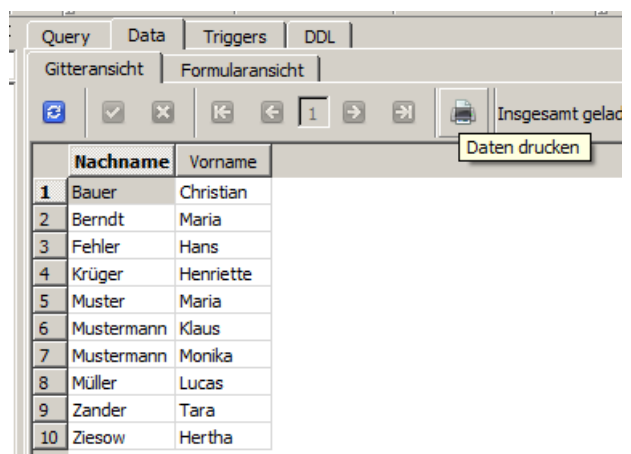 Query Data Triggers DDL
Gitteransicht Formularansicht
1 Insgesamt gelad
Daten drucken
Nachname Vorname
1 Bauer Christian
2 Berndt Maria
3 Fehler Hans
4 Krüger Henriette
5 Muster Maria
6 Mustermann Klaus
7 Mustermann Monika
8 Müller Lucas
9 Zander Tara
10 Ziesow Hertha